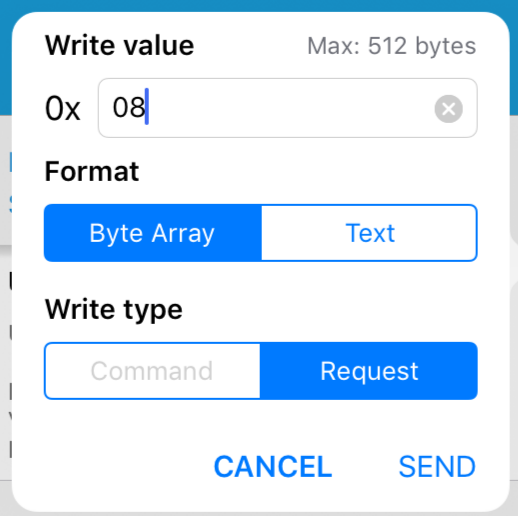 Write value Max: 512 bytes
0x 08
Format
Byte Array Text
Write type
Command Request
CANCEL SEND